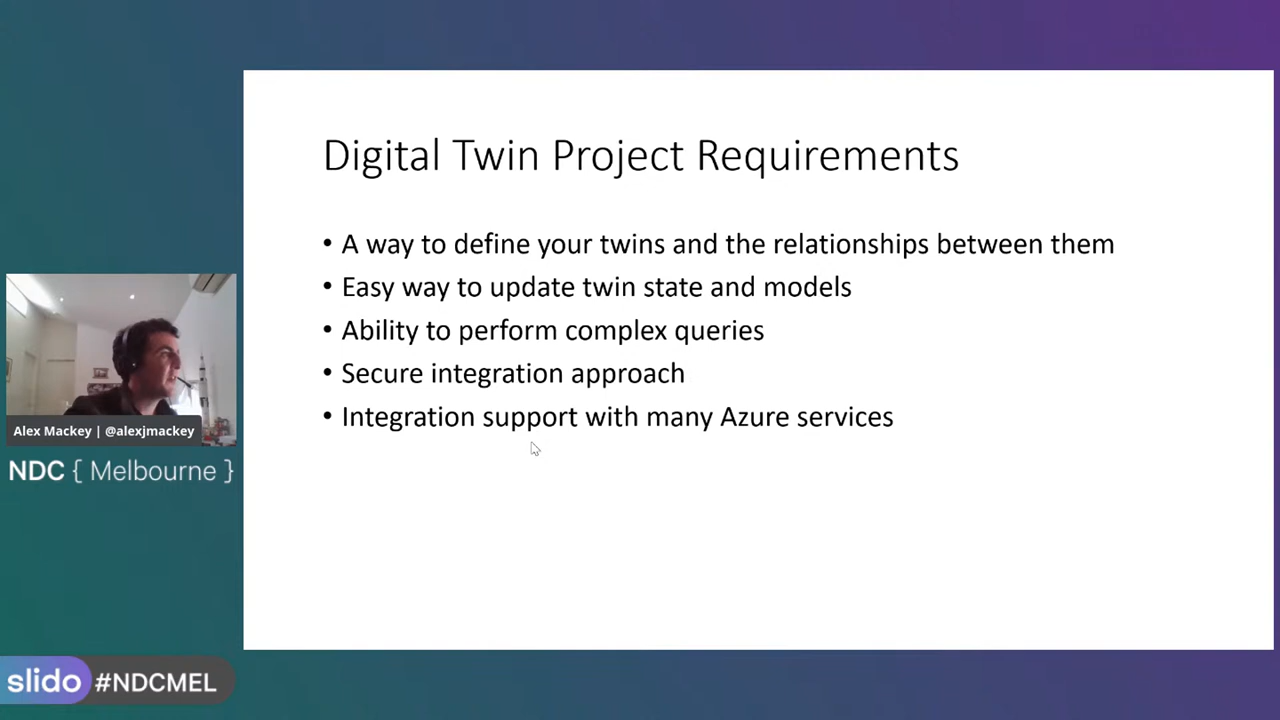 Digital Twin Project Requirements
• A way to define your twins and the relationships between them
• Easy way to update twin state and models
• Ability to perform complex queries
• Secure integration approach
• Integration support with many Azure services
Alex Mackey | @alexjmackey
NDC { Melbourne }
slido #NDCMEL